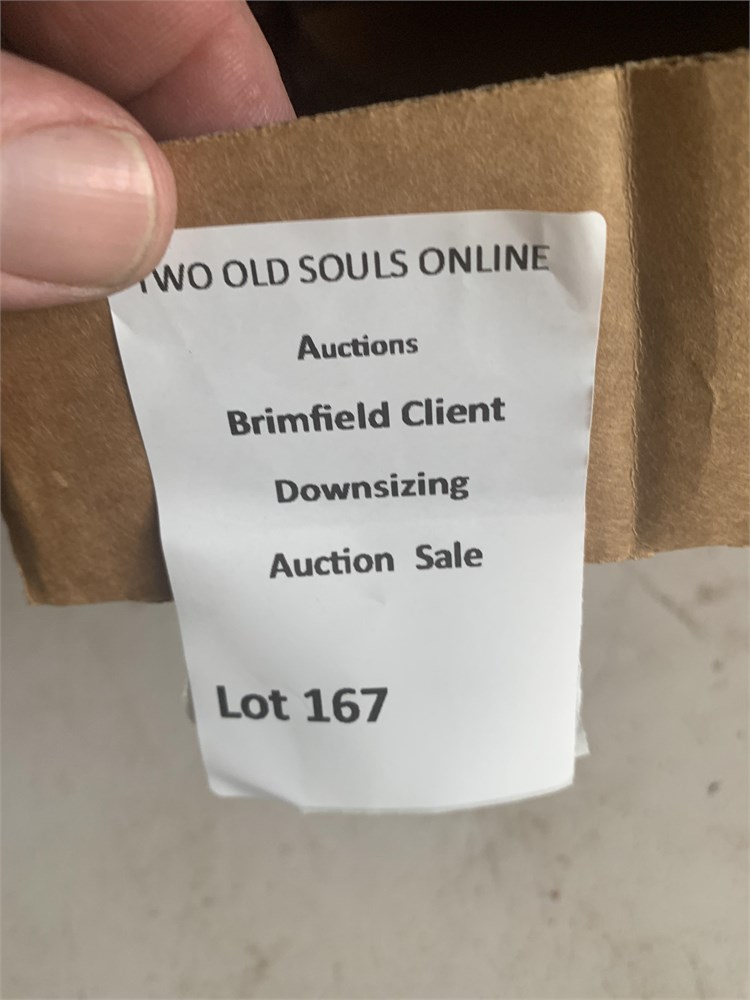 TWO OLD SOULS ONLINE
Auctions
Brimfield Client
Downsizing
Auction Sale
Lot 167